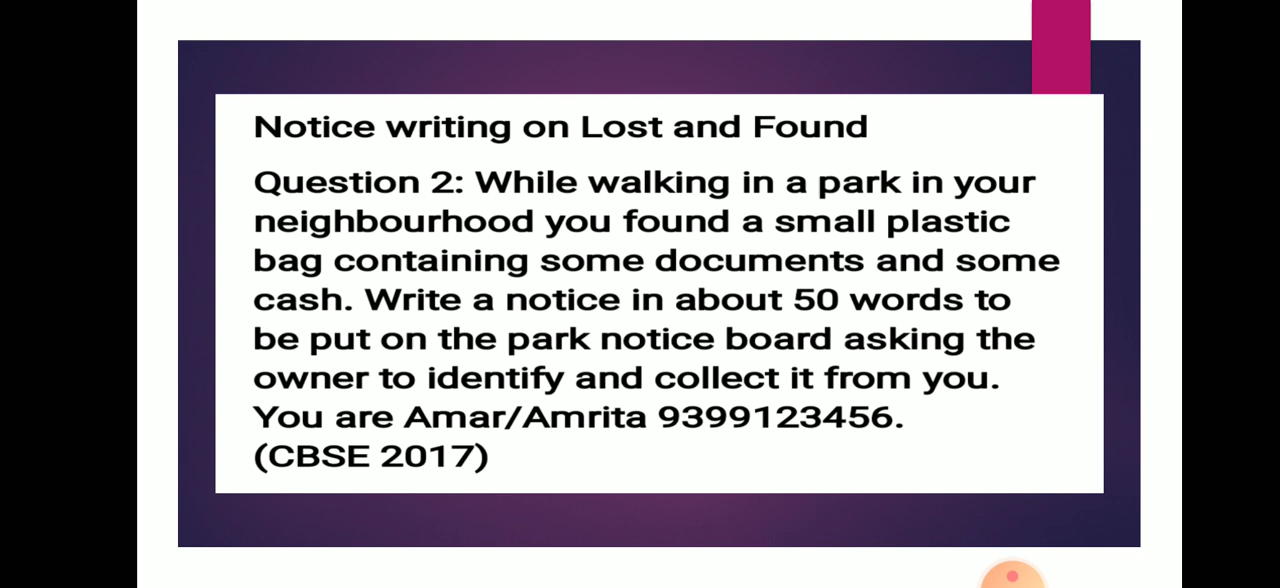 Notice writing on Lost and Found
Question 2: While walking in a park in your
neighbourhood you found a small plastic
bag containing some documents and some
cash. Write a notice in about 50 words to
be put on the park notice board asking the
owner to identify and collect it from you.
You are Amar/Amrita 9399123456.
(CBSE 2017)